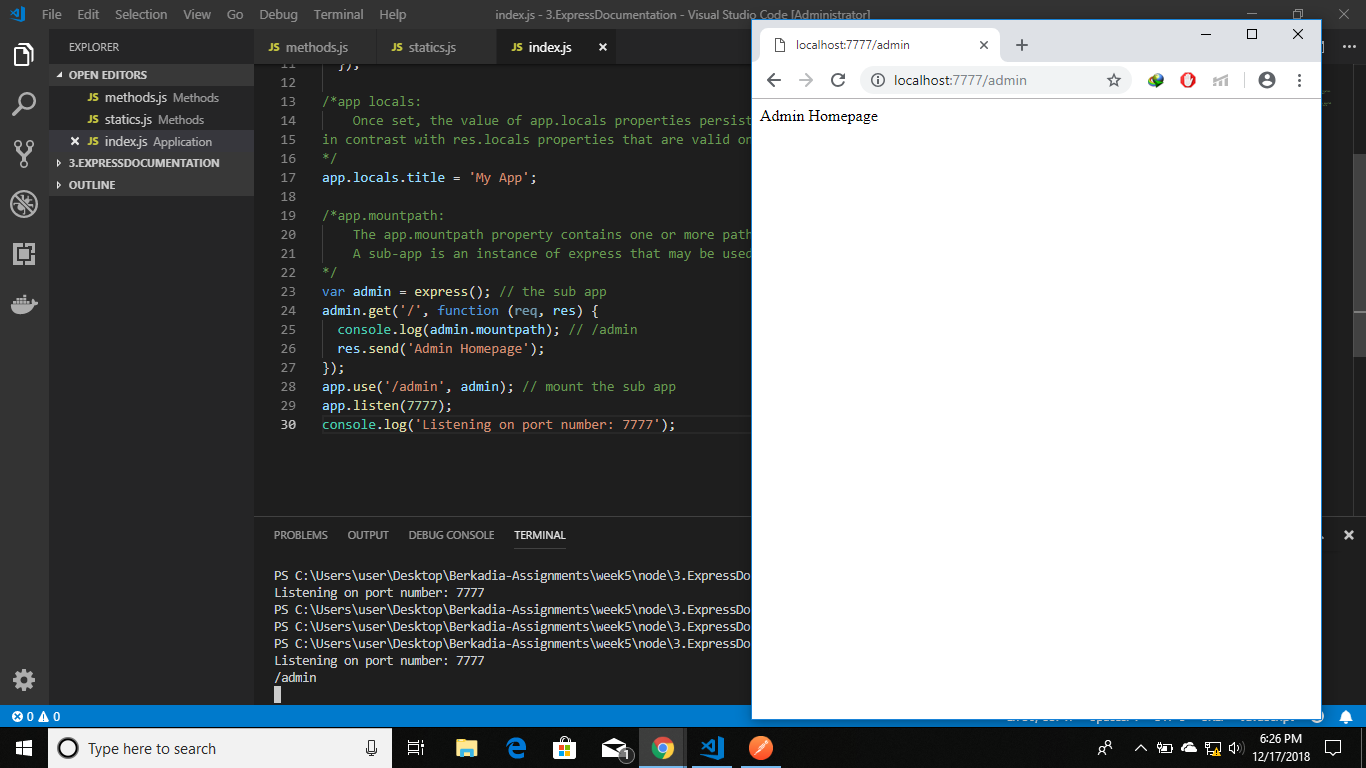 File Edit Selection View Go Debug Terminal Help
index.js - 3.ExpressDocumentation - Visual Studio Code [Administrator]
EXPLORER
OPEN EDITORS
JS methods.js Methods
JS statics.js Methods
JS index.js Application
3.EXPRESSDOCUMENTATION
OUTLINE
JS methods.js
JS statics.js
JS index.js
11 });
12
13 /*app locals:
14 Once set, the value of app.locals properties persist
15 in contrast with res.locals properties that are valid on
16 */
17 app.locals.title = 'My App';
18
19 /*app.mountpath:
20 The app.mountpath property contains one or more path
21 A sub-app is an instance of express that may be used
22 */
23 var admin = express(); // the sub app
24 admin.get('/', function (req, res) {
25 console.log(admin.mountpath); // /admin
26 res.send('Admin Homepage');
27 });
28 app.use('/admin', admin); // mount the sub app
29 app.listen(7777);
30 console.log('Listening on port number: 7777');
PROBLEMS OUTPUT DEBUG CONSOLE TERMINAL
PS C:\Users\user\Desktop\Berkadia-Assignments\week5\node\3.ExpressDo
Listening on port number: 7777
PS C:\Users\user\Desktop\Berkadia-Assignments\week5\node\3.ExpressDo
PS C:\Users\user\Desktop\Berkadia-Assignments\week5\node\3.ExpressDo
PS C:\Users\user\Desktop\Berkadia-Assignments\week5\node\3.ExpressDo
Listening on port number: 7777
/admin
localhost:7777/admin
localhost:7777/admin
Admin Homepage
0 0
Type here to search
1
6:26 PM
12/17/2018